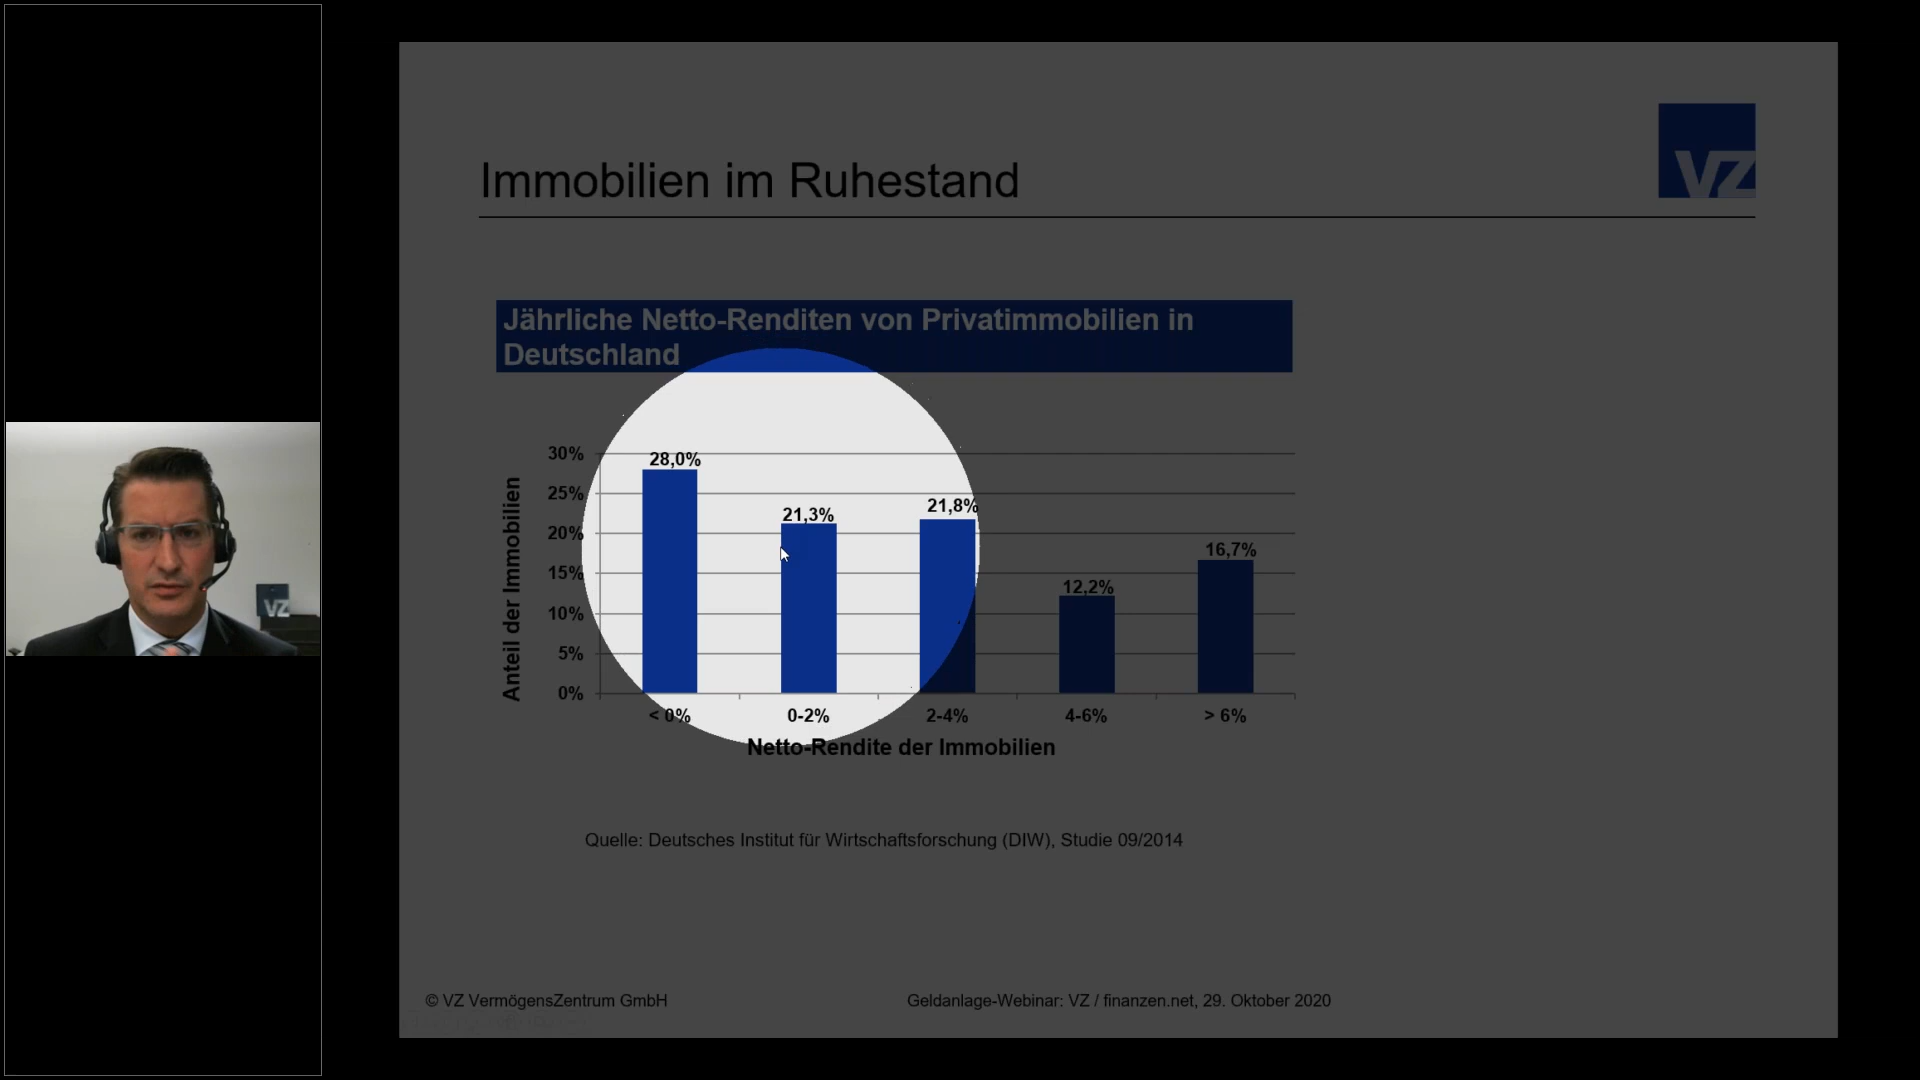 VZ
Immobilien im Ruhestand
Jährliche Netto-Renditen von Privatimmobilien in
Deutschland
Anteil der Immobilien
30%
25%
20%
15%
10%
5%
0%
28,0%
21,3%
21,8%
12,2%
16,7%
< 0%
0-2%
2-4%
4-6%
> 6%
Netto-Rendite der Immobilien
Quelle: Deutsches Institut für Wirtschaftsforschung (DIW), Studie 09/2014
© VZ VermögensZentrum GmbH
Geldanlage-Webinar: VZ / finanzen.net, 29. Oktober 2020
VZ